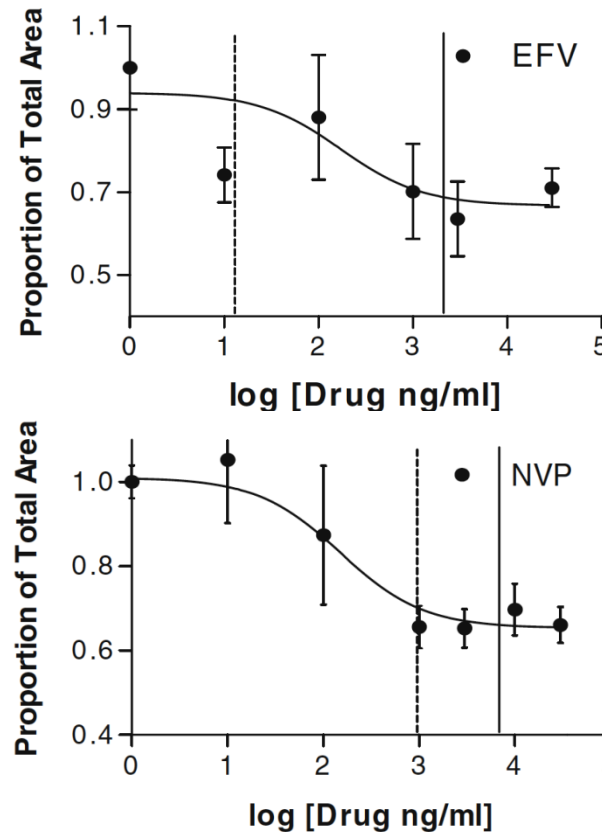 Proportion of Total Area
1.1
0.9
0.7
0.5
EFV
0 1 2 3 4 5
log [Drug ng/ml]
Proportion of Total Area
1.0
0.8
0.6
0.4
NVP
0 1 2 3 4
log [Drug ng/ml]